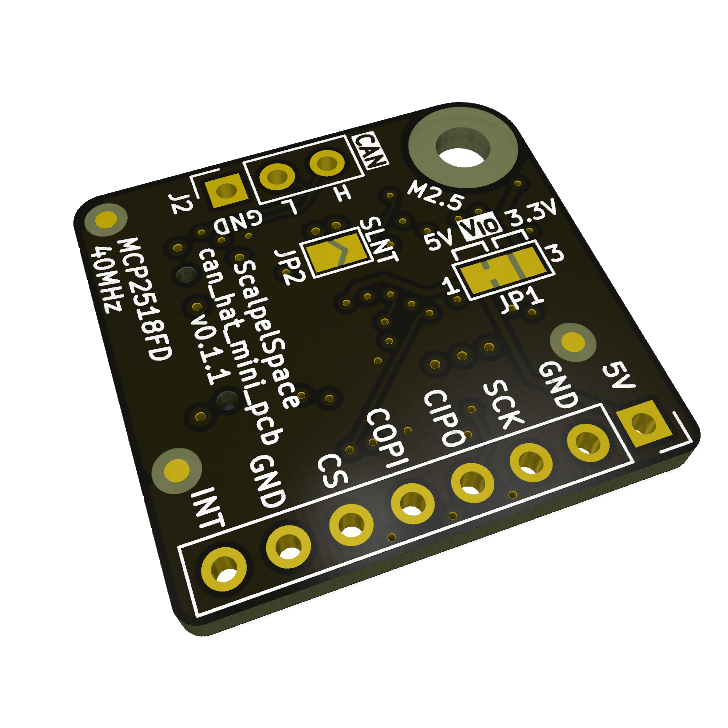 CAN
J2
GND
L
H
M2.5
VIO
5V
3.3V
SLNT
JP2
1
3
JP1
MCP2518FD
40MHz
ScalpelSpace
can_hat_mini_pcb
v0.1.1
INT
GND
CS
COPI
CIPO
SCK
GND
5V